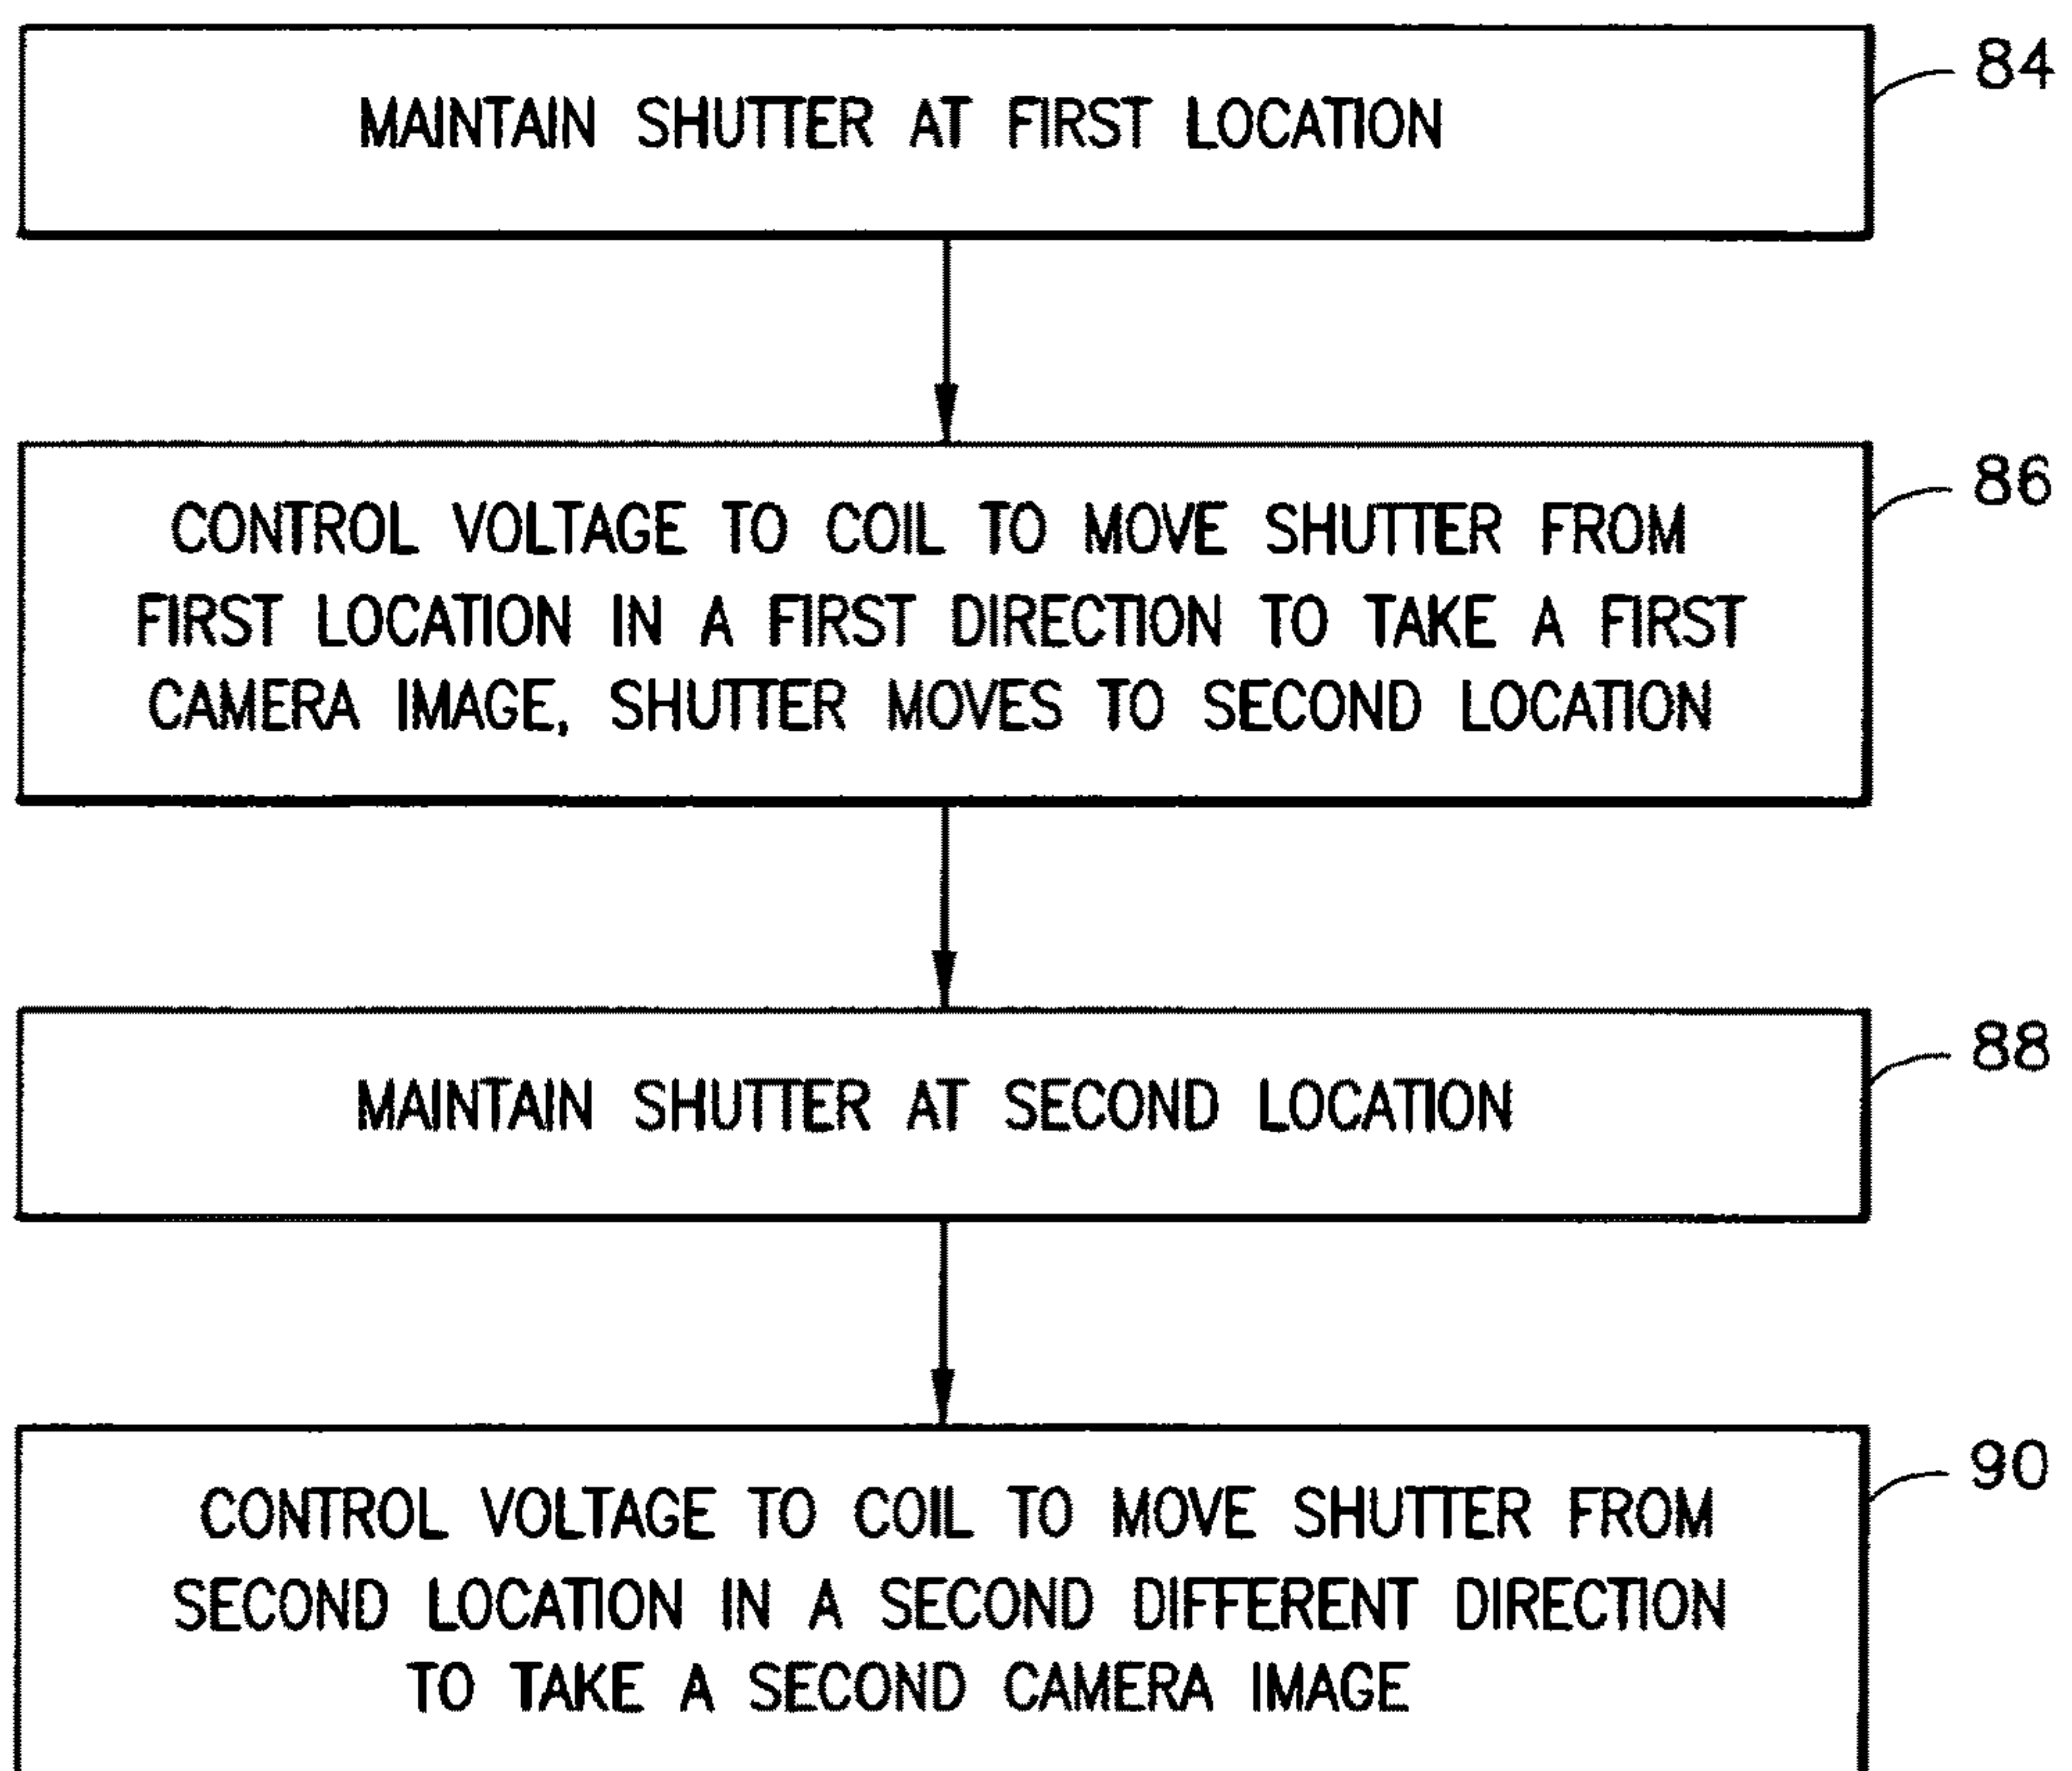 MAINTAIN SHUTTER AT FIRST LOCATION
84
CONTROL VOLTAGE TO COIL TO MOVE SHUTTER FROM
FIRST LOCATION IN A FIRST DIRECTION TO TAKE A FIRST
CAMERA IMAGE, SHUTTER MOVES TO SECOND LOCATION
86
MAINTAIN SHUTTER AT SECOND LOCATION
88
CONTROL VOLTAGE TO COIL TO MOVE SHUTTER FROM
SECOND LOCATION IN A SECOND DIFFERENT DIRECTION
TO TAKE A SECOND CAMERA IMAGE
90